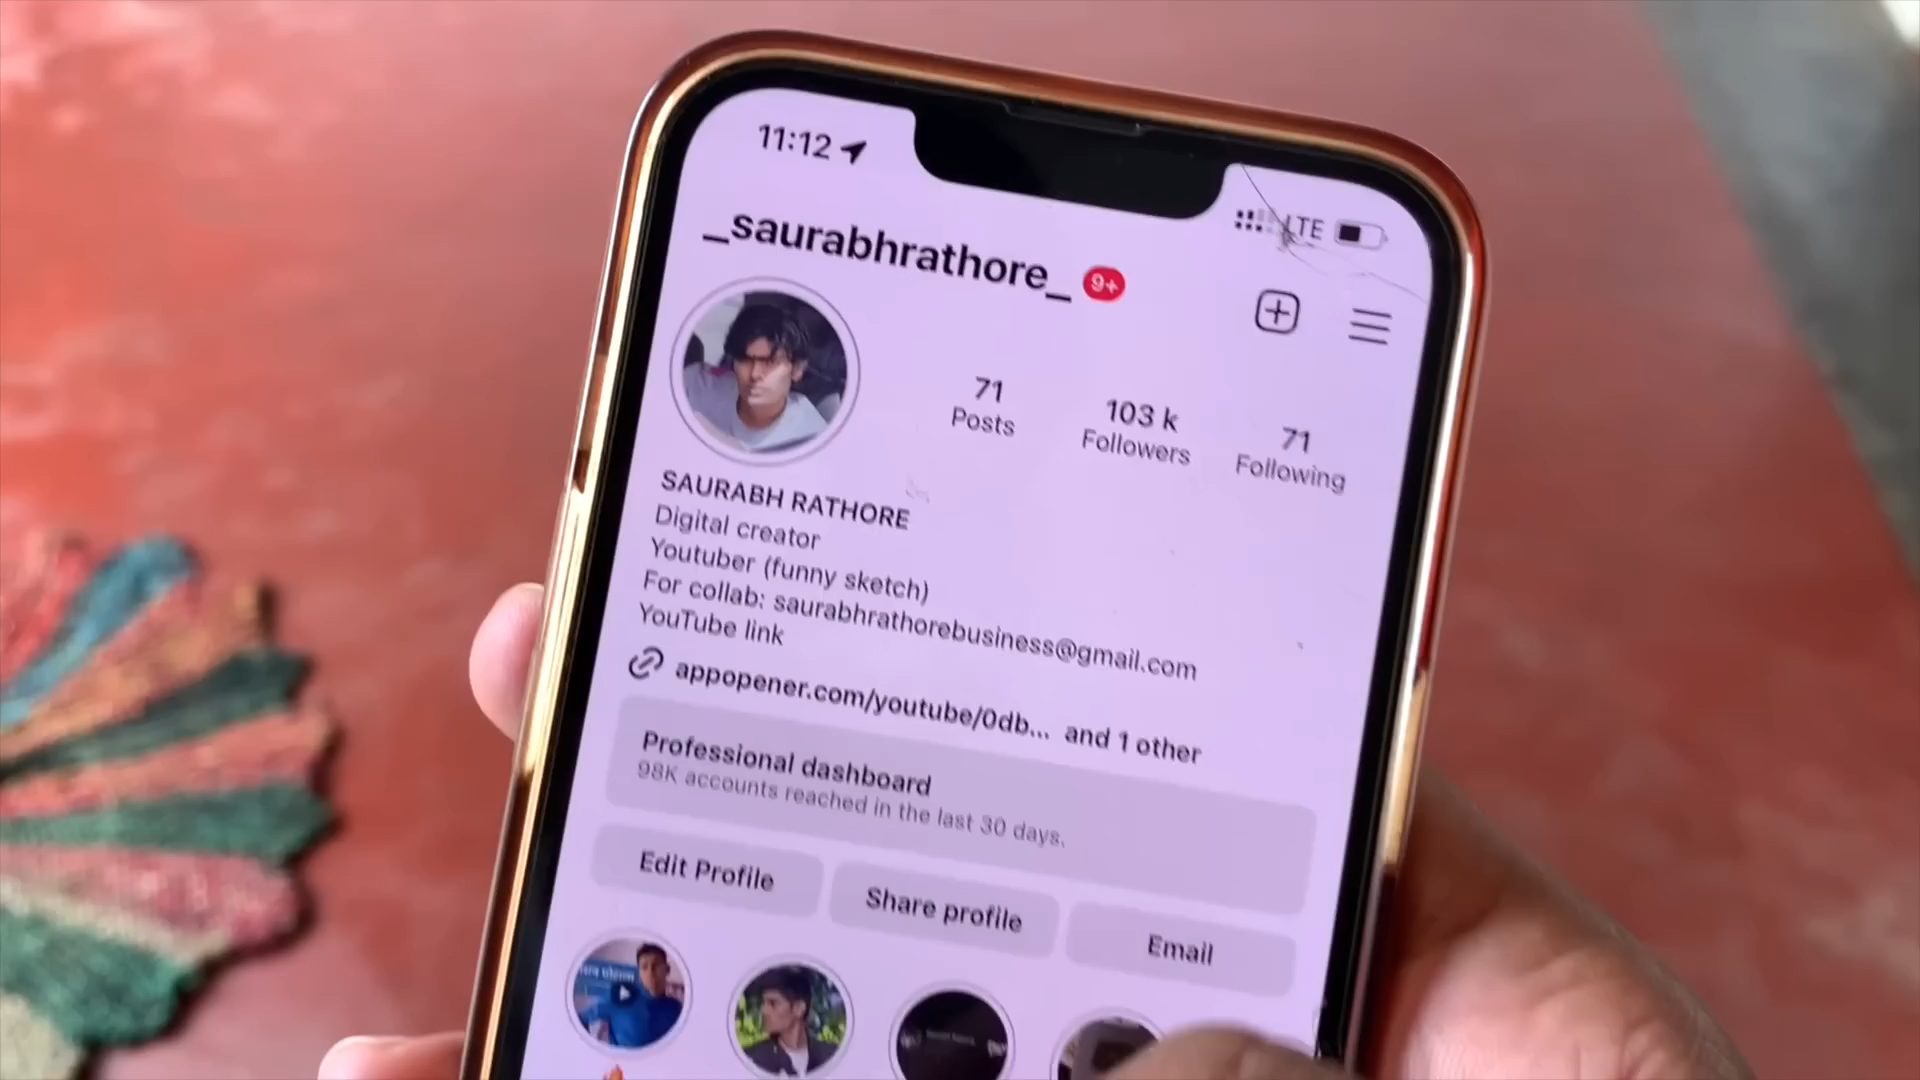 11:12
LTE
_saurabhrathore_ 9+
71 Posts
103 k Followers
71 Following
SAURABH RATHORE
Digital creator
Youtuber (funny sketch)
For collab: saurabhrathorebusiness@gmail.com
YouTube link
appopener.com/youtube/0db... and 1 other
Professional dashboard
98K accounts reached in the last 30 days.
Edit Profile
Share profile
Email